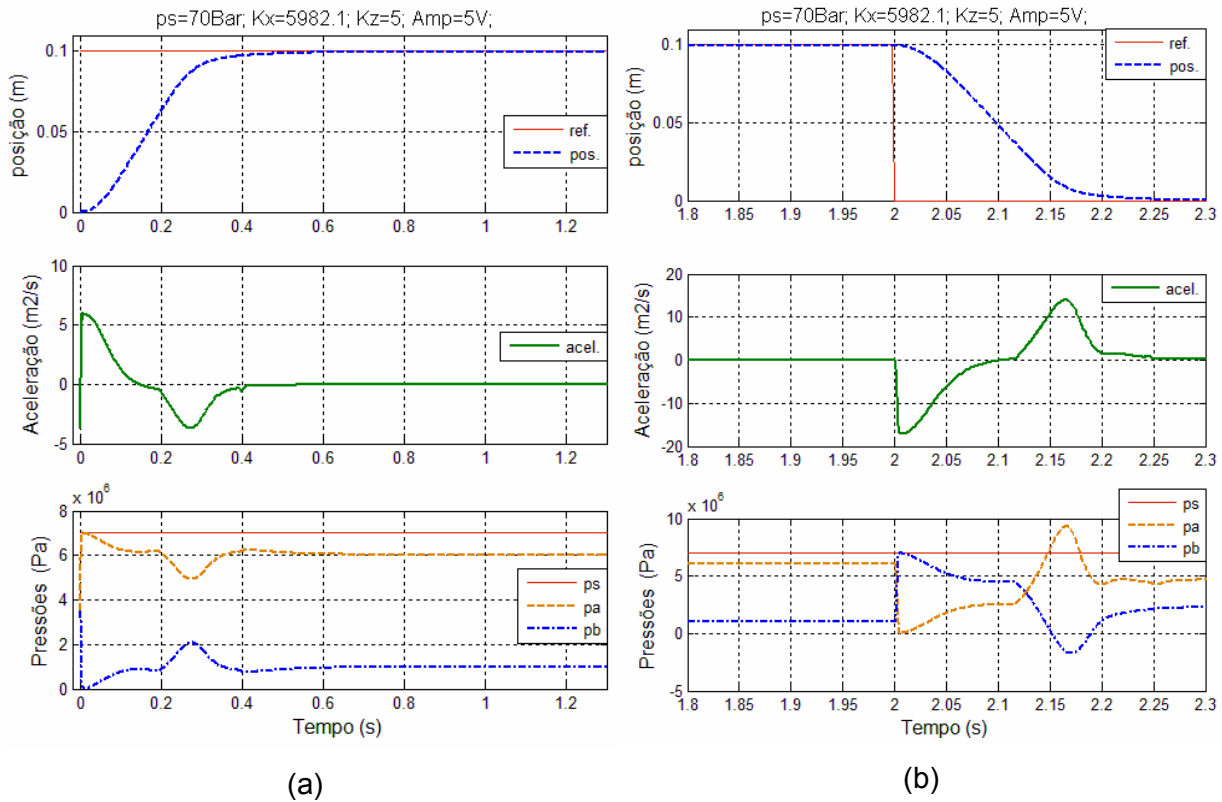 ps=70Bar; Kx=5982.1; Kz=5; Amp=5V;
posição (m)
0.1
0.05
0
ref.
pos.
0 0.2 0.4 0.6 0.8 1 1.2
Aceleração (m2/s)
10
5
0
-5
acel.
0 0.2 0.4 0.6 0.8 1 1.2
x 10^6
Pressões (Pa)
8
6
4
2
0
ps
pa
pb
0 0.2 0.4 0.6 0.8 1 1.2
Tempo (s)
(a)
ps=70Bar; Kx=5982.1; Kz=5; Amp=5V;
posição (m)
0.1
0.05
0
ref.
pos.
1.8 1.85 1.9 1.95 2 2.05 2.1 2.15 2.2 2.25 2.3
Aceleração (m2/s)
20
10
0
-10
-20
acel.
1.8 1.85 1.9 1.95 2 2.05 2.1 2.15 2.2 2.25 2.3
x 10^6
Pressões (Pa)
10
5
0
-5
ps
pa
pb
1.8 1.85 1.9 1.95 2 2.05 2.1 2.15 2.2 2.25 2.3
Tempo (s)
(b)